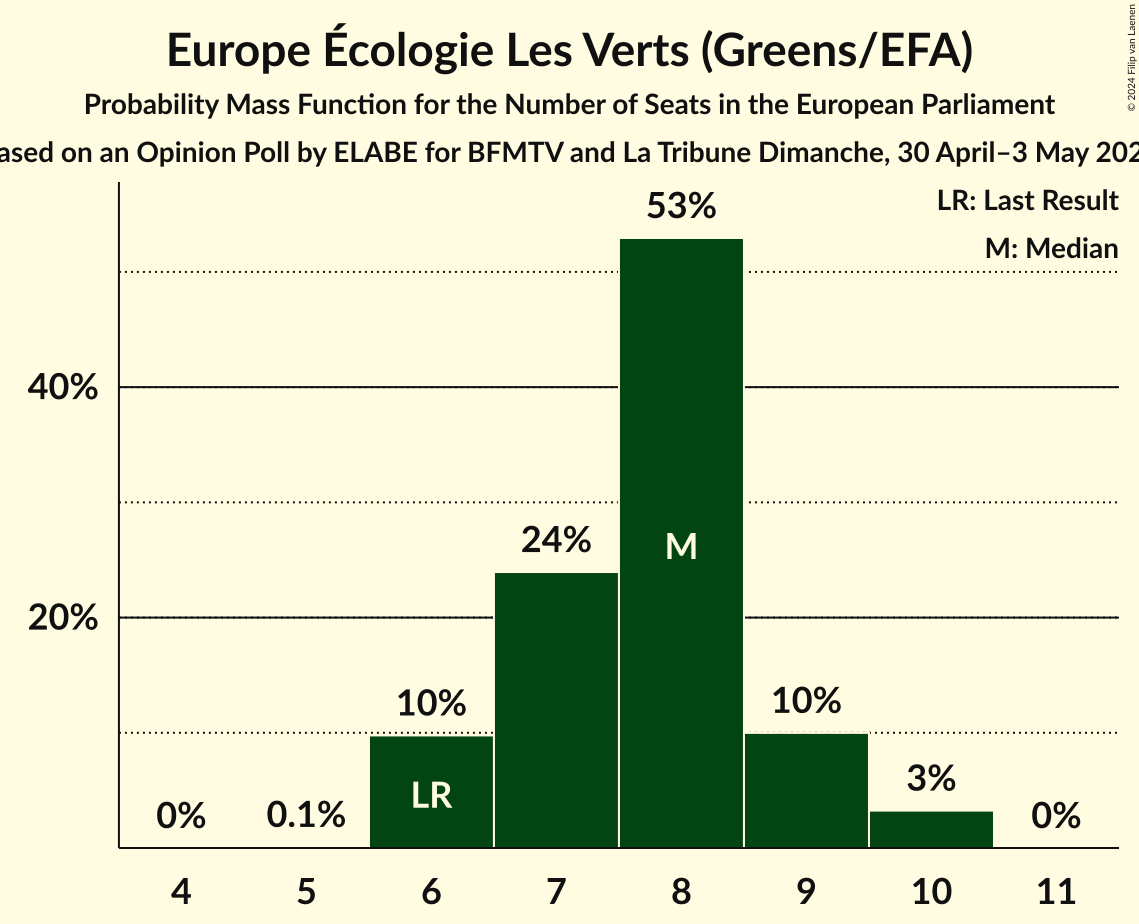 Europe Écologie Les Verts (Greens/EFA)
Probability Mass Function for the Number of Seats in the European Parliament
on an Opinion Poll by ELABE for BFMTV and La Tribune Dimanche, 30 April–3 May
© 2024 Filip van Laenen
LR: Last Result
M: Median
53%
40%
24%
M
20%
10%
10%
LR
3%
0%
0.1%
0%
4 5 6 7 8 9 10 11